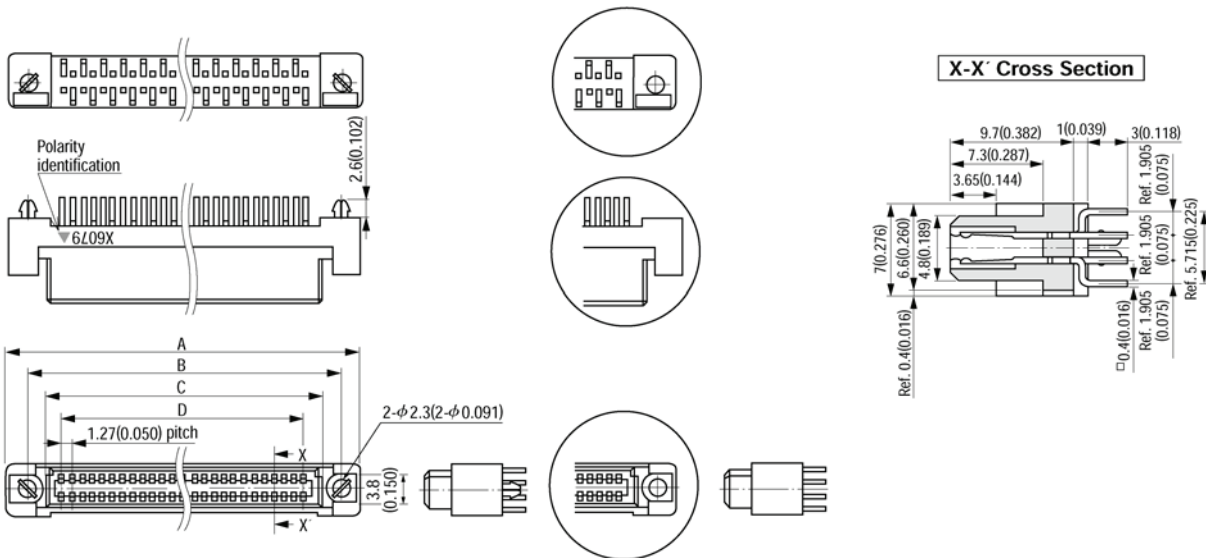 X-X´ Cross Section
Polarity
identification
2.6(0.102)
X60L9
9.7(0.382)
1(0.039)
3(0.118)
7.3(0.287)
3.65(0.144)
7(0.276)
6.6(0.260)
4.8(0.189)
Ref. 0.4(0.016)
Ref. 1.905
(0.075)
Ref. 1.905
(0.075)
Ref. 1.905
(0.075)
Ref. 5.715(0.225)
□0.4(0.016)
A
B
C
D
1.27(0.050) pitch
2-ϕ2.3(2-ϕ0.091)
X
X´
3.8
(0.150)